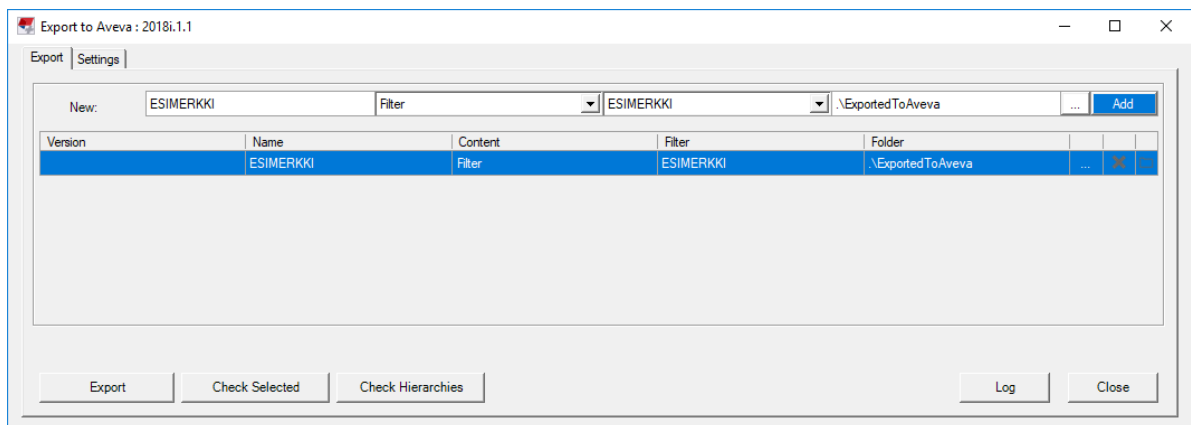 Export to Aveva : 2018i.1.1
Export Settings
New: ESIMERKKI Filter ESIMERKKI .\ExportedToAveva ... Add
Version Name Content Filter Folder
ESIMERKKI Filter ESIMERKKI .\ExportedToAveva ...
Export Check Selected Check Hierarchies Log Close